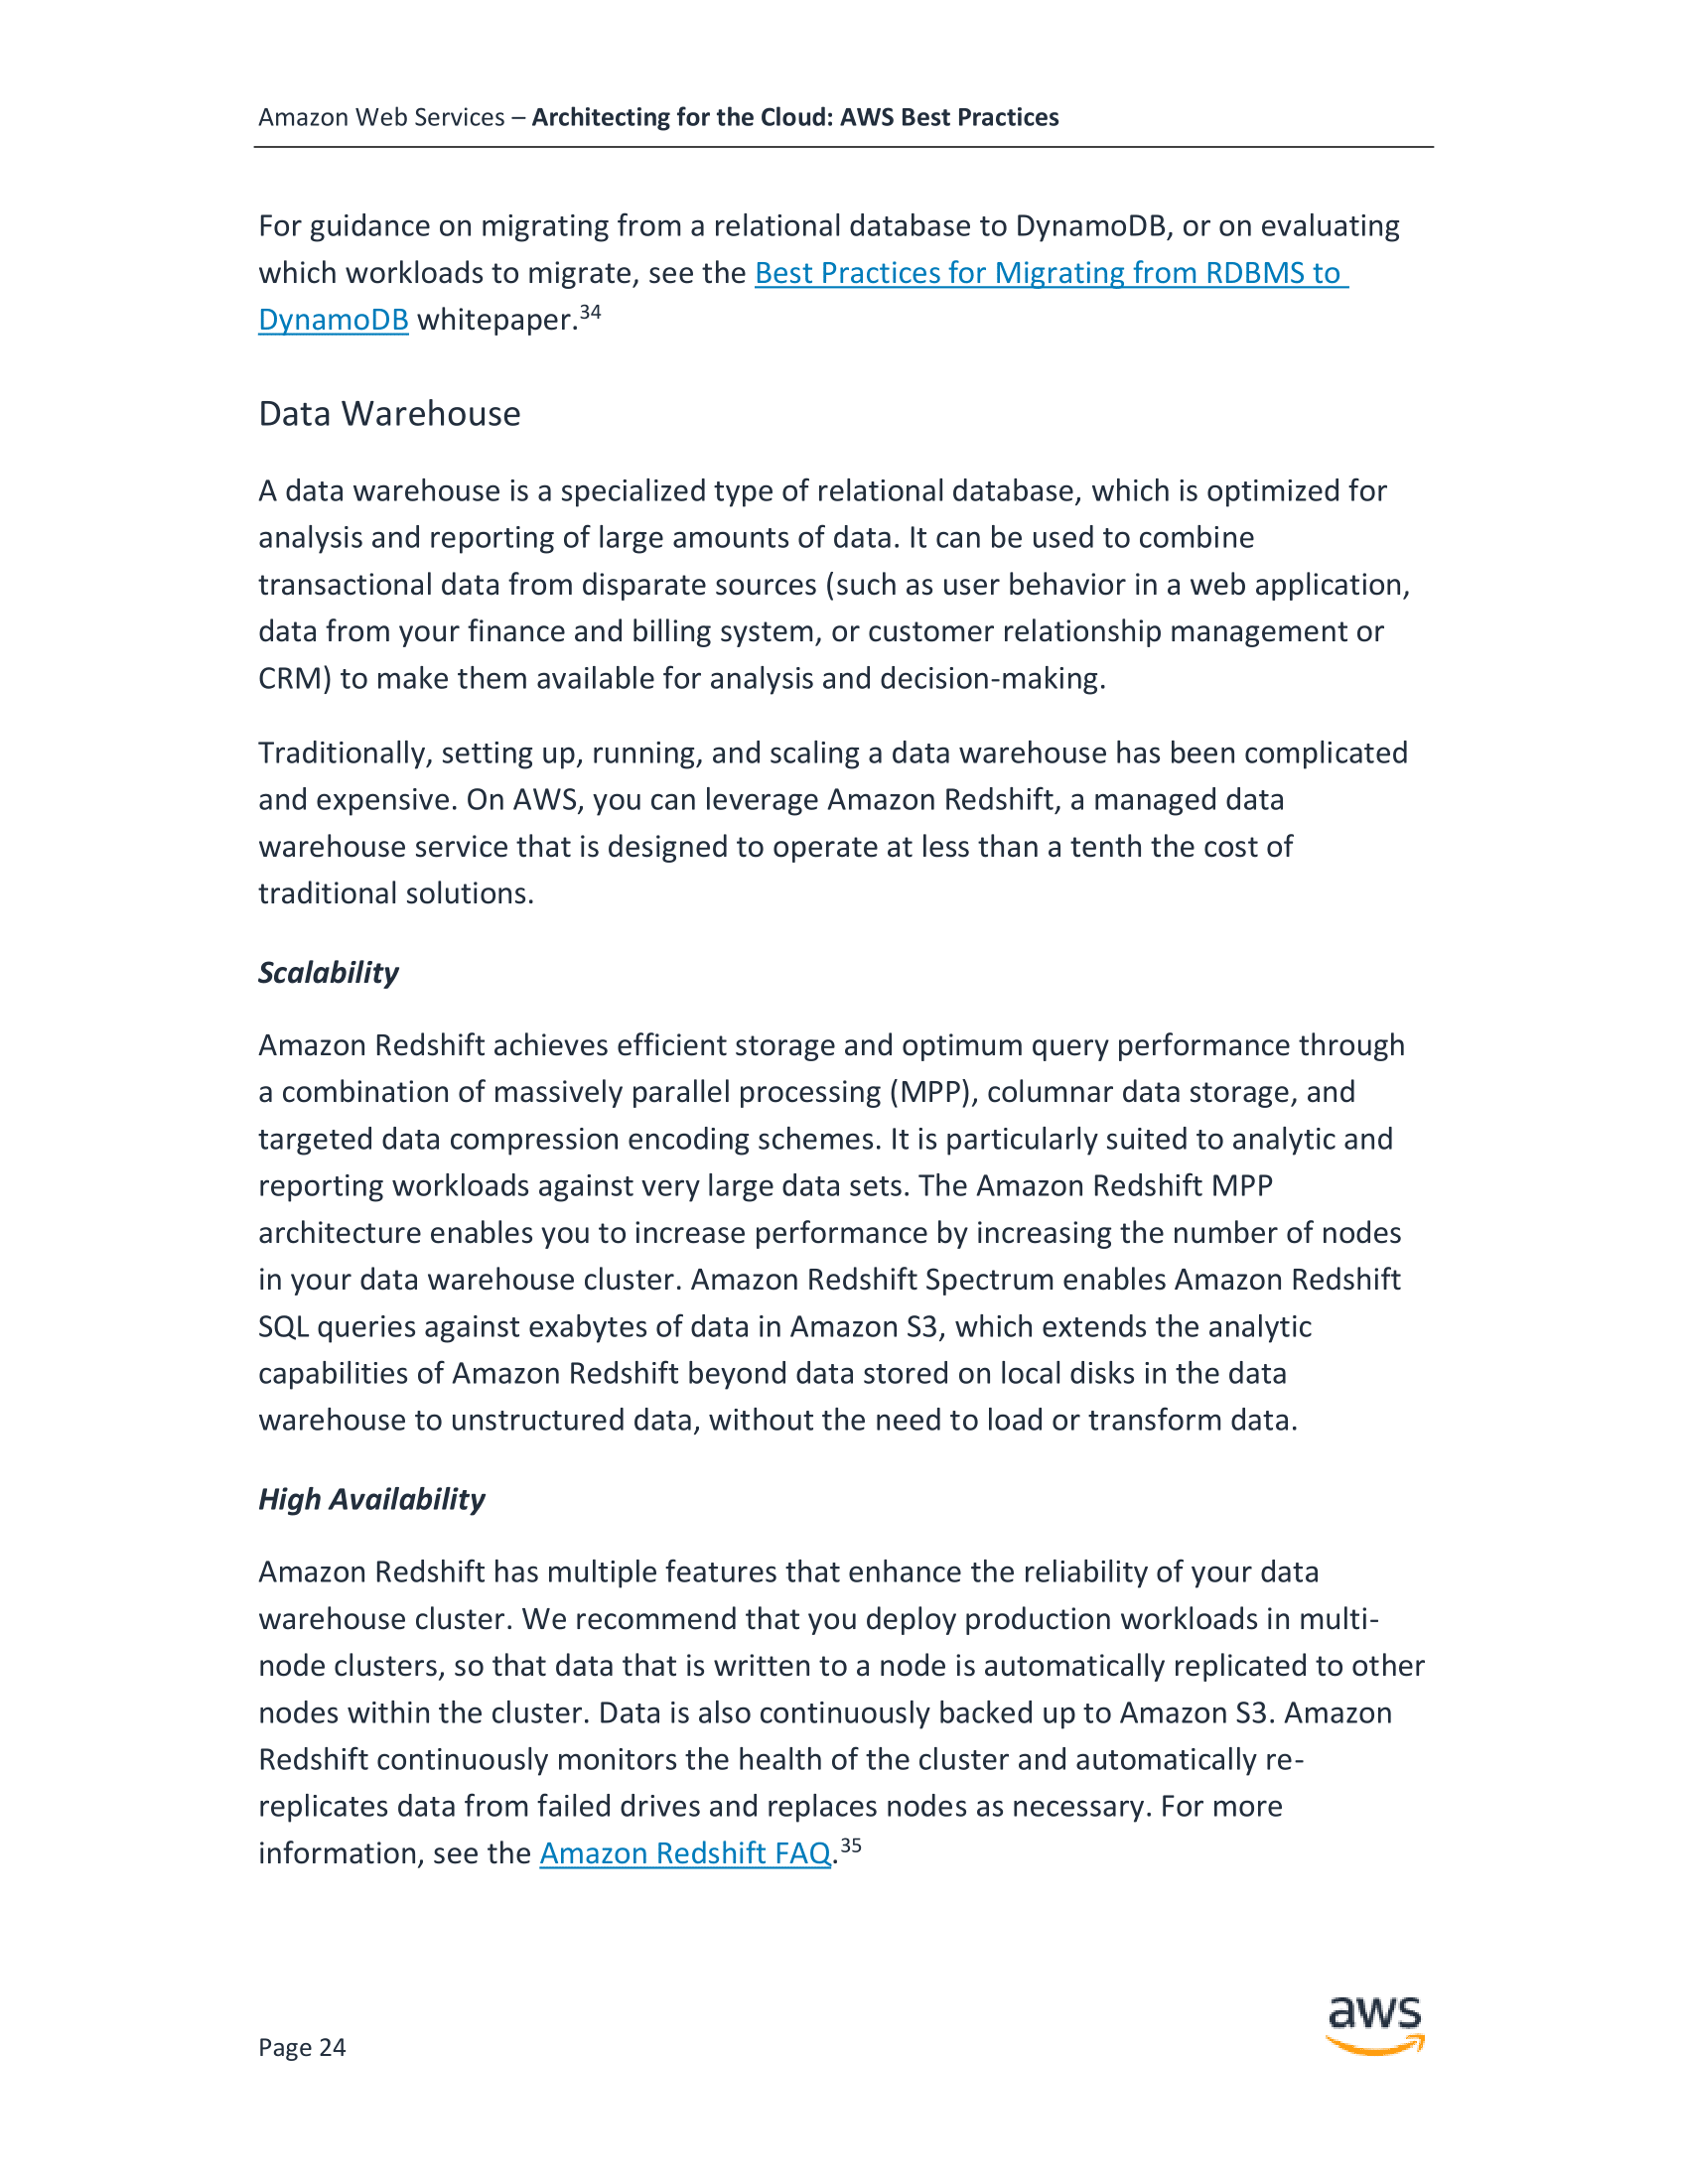 Amazon Web Services – Architecting for the Cloud: AWS Best Practices
For guidance on migrating from a relational database to DynamoDB, or on evaluating
which workloads to migrate, see the Best Practices for Migrating from RDBMS to
DynamoDB whitepaper.34
Data Warehouse
A data warehouse is a specialized type of relational database, which is optimized for
analysis and reporting of large amounts of data. It can be used to combine
transactional data from disparate sources (such as user behavior in a web application,
data from your finance and billing system, or customer relationship management or
CRM) to make them available for analysis and decision-making.
Traditionally, setting up, running, and scaling a data warehouse has been complicated
and expensive. On AWS, you can leverage Amazon Redshift, a managed data
warehouse service that is designed to operate at less than a tenth the cost of
traditional solutions.
Scalability
Amazon Redshift achieves efficient storage and optimum query performance through
a combination of massively parallel processing (MPP), columnar data storage, and
targeted data compression encoding schemes. It is particularly suited to analytic and
reporting workloads against very large data sets. The Amazon Redshift MPP
architecture enables you to increase performance by increasing the number of nodes
in your data warehouse cluster. Amazon Redshift Spectrum enables Amazon Redshift
SQL queries against exabytes of data in Amazon S3, which extends the analytic
capabilities of Amazon Redshift beyond data stored on local disks in the data
warehouse to unstructured data, without the need to load or transform data.
High Availability
Amazon Redshift has multiple features that enhance the reliability of your data
warehouse cluster. We recommend that you deploy production workloads in multi-
node clusters, so that data that is written to a node is automatically replicated to other
nodes within the cluster. Data is also continuously backed up to Amazon S3. Amazon
Redshift continuously monitors the health of the cluster and automatically re-
replicates data from failed drives and replaces nodes as necessary. For more
information, see the Amazon Redshift FAQ.35
aws
Page 24